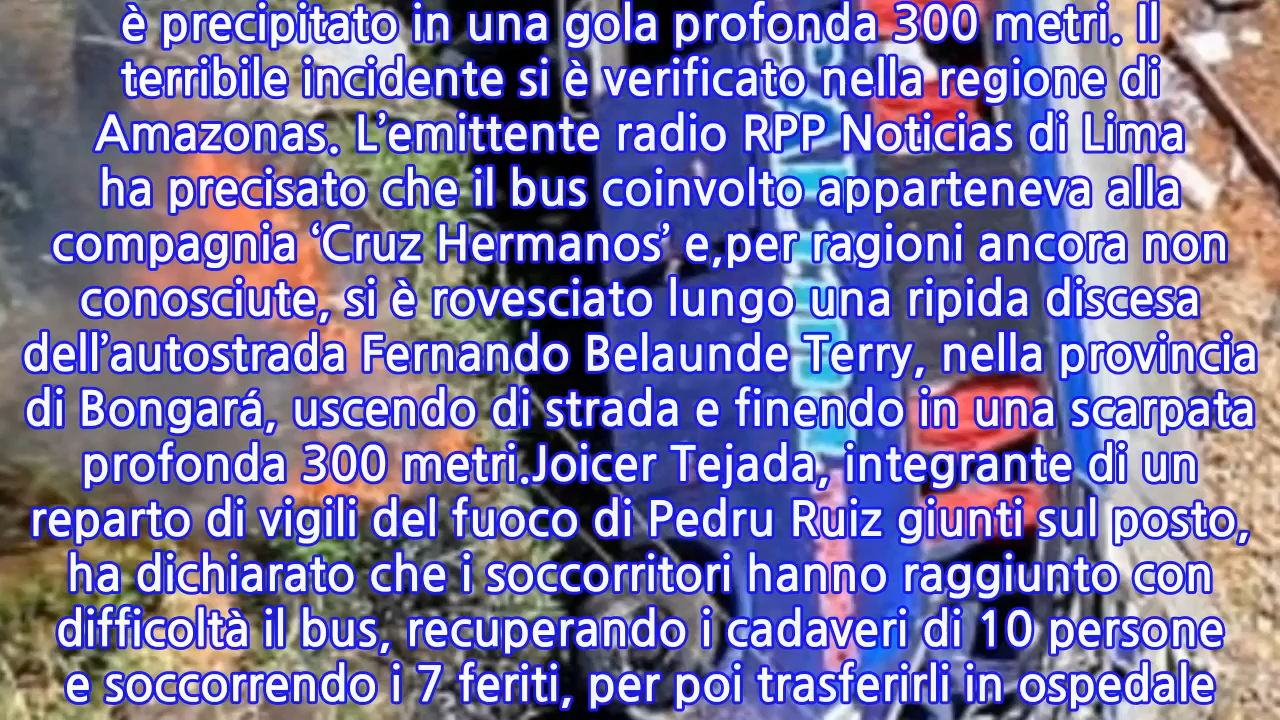 è precipitato in una gola profonda 300 metri. Il
terribile incidente si è verificato nella regione di
Amazonas. L’emittente radio RPP Noticias di Lima
ha precisato che il bus coinvolto apparteneva alla
compagnia ‘Cruz Hermanos’ e,per ragioni ancora non
conosciute, si è rovesciato lungo una ripida discesa
dell’autostrada Fernando Belaunde Terry, nella provincia
di Bongará, uscendo di strada e finendo in una scarpata
profonda 300 metri.Joicer Tejada, integrante di un
reparto di vigili del fuoco di Pedru Ruiz giunti sul posto,
ha dichiarato che i soccorritori hanno raggiunto con
difficoltà il bus, recuperando i cadaveri di 10 persone
e soccorrendo i 7 feriti, per poi trasferirli in ospedale